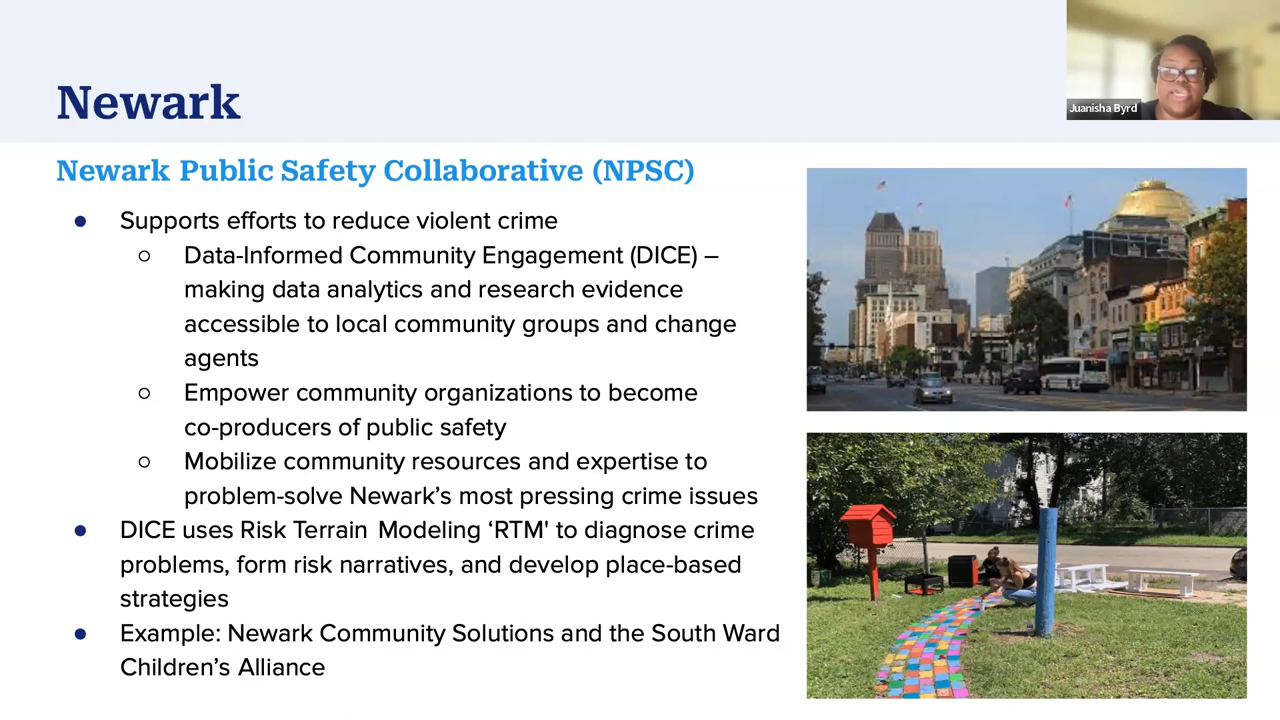 Newark
Juanisha Byrd
Newark Public Safety Collaborative (NPSC)
● Supports efforts to reduce violent crime
○ Data-Informed Community Engagement (DICE) –
making data analytics and research evidence
accessible to local community groups and change
agents
○ Empower community organizations to become
co-producers of public safety
○ Mobilize community resources and expertise to
problem-solve Newark’s most pressing crime issues
● DICE uses Risk Terrain Modeling ‘RTM' to diagnose crime
problems, form risk narratives, and develop place-based
strategies
● Example: Newark Community Solutions and the South Ward
Children’s Alliance